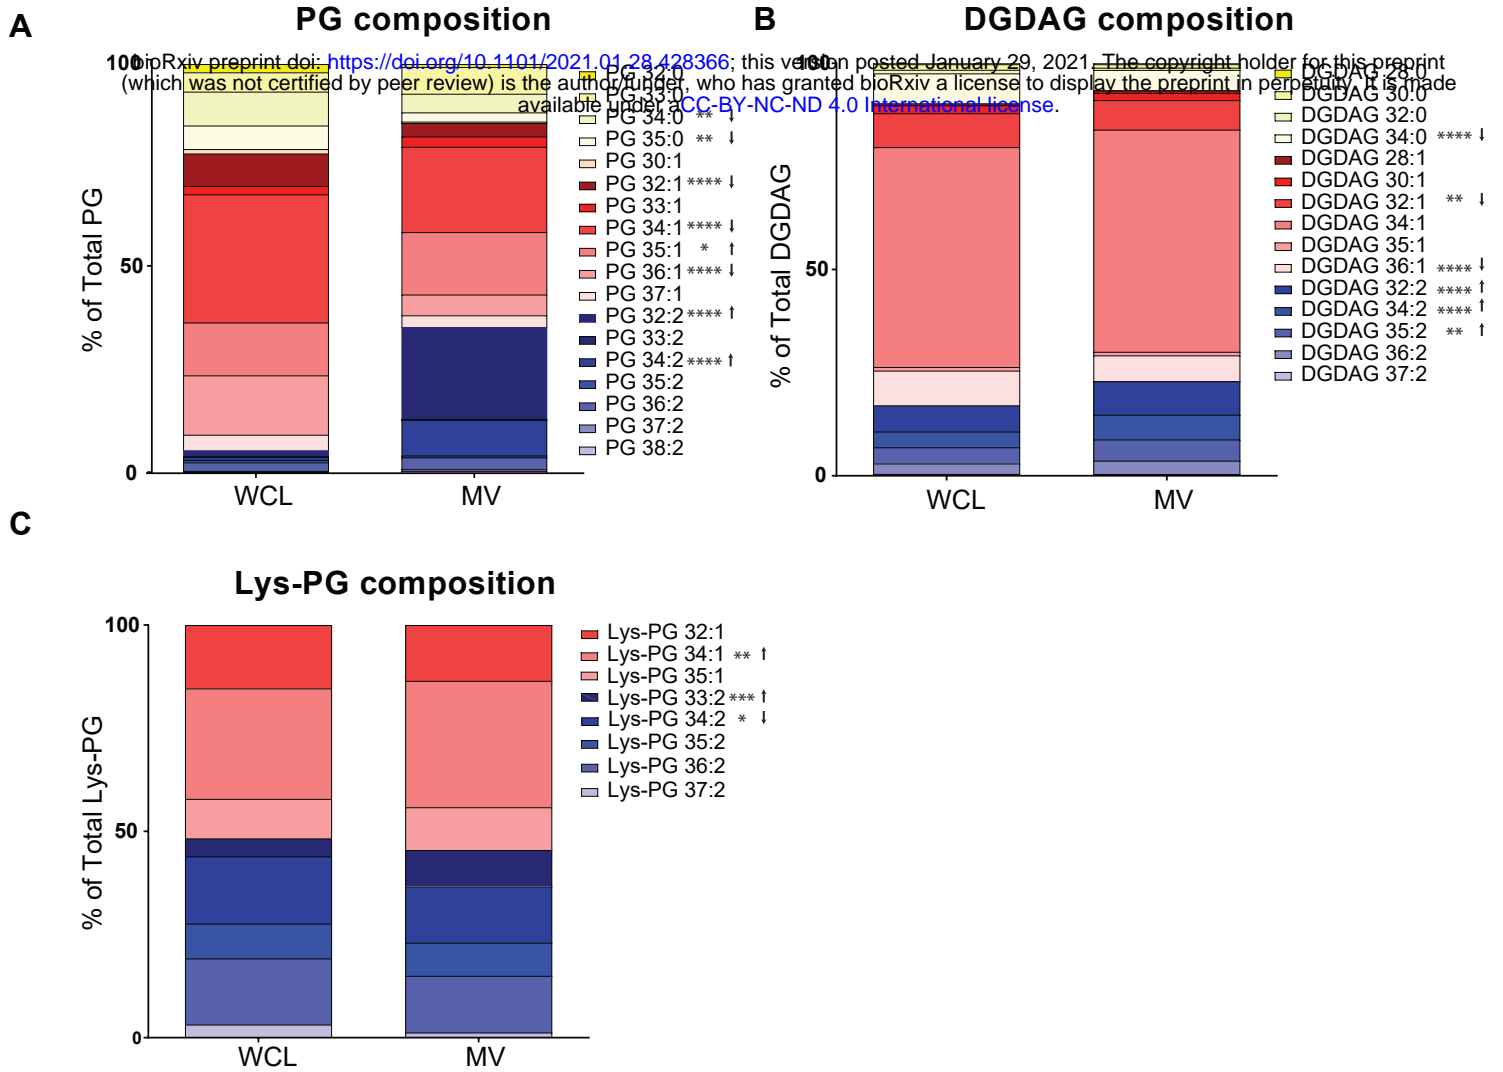 A
PG composition
B
DGDAG composition
bioRxiv preprint doi: https://doi.org/10.1101/2021.01.28.428366; this version posted January 29, 2021. The copyright holder for this preprint
(which was not certified by peer review) is the author/funder, who has granted bioRxiv a license to display the preprint in perpetuity. It is made
available under aCC-BY-NC-ND 4.0 International license.
% of Total PG
100
50
0
WCL
MV
PG 32:0
PG 33:0
PG 34:0 ** ↓
PG 35:0 ** ↓
PG 30:1
PG 32:1 **** ↓
PG 33:1
PG 34:1 **** ↓
PG 35:1 * ↑
PG 36:1 **** ↓
PG 37:1
PG 32:2 **** ↑
PG 33:2
PG 34:2 **** ↑
PG 35:2
PG 36:2
PG 37:2
PG 38:2
% of Total DGDAG
100
50
0
WCL
MV
DGDAG 28:0
DGDAG 30:0
DGDAG 32:0
DGDAG 34:0 **** ↓
DGDAG 28:1
DGDAG 30:1
DGDAG 32:1 ** ↓
DGDAG 34:1
DGDAG 35:1
DGDAG 36:1 **** ↓
DGDAG 32:2 **** ↑
DGDAG 34:2 **** ↑
DGDAG 35:2 ** ↑
DGDAG 36:2
DGDAG 37:2
C
Lys-PG composition
% of Total Lys-PG
100
50
0
WCL
MV
Lys-PG 32:1
Lys-PG 34:1 ** ↑
Lys-PG 35:1
Lys-PG 33:2 *** ↑
Lys-PG 34:2 * ↓
Lys-PG 35:2
Lys-PG 36:2
Lys-PG 37:2